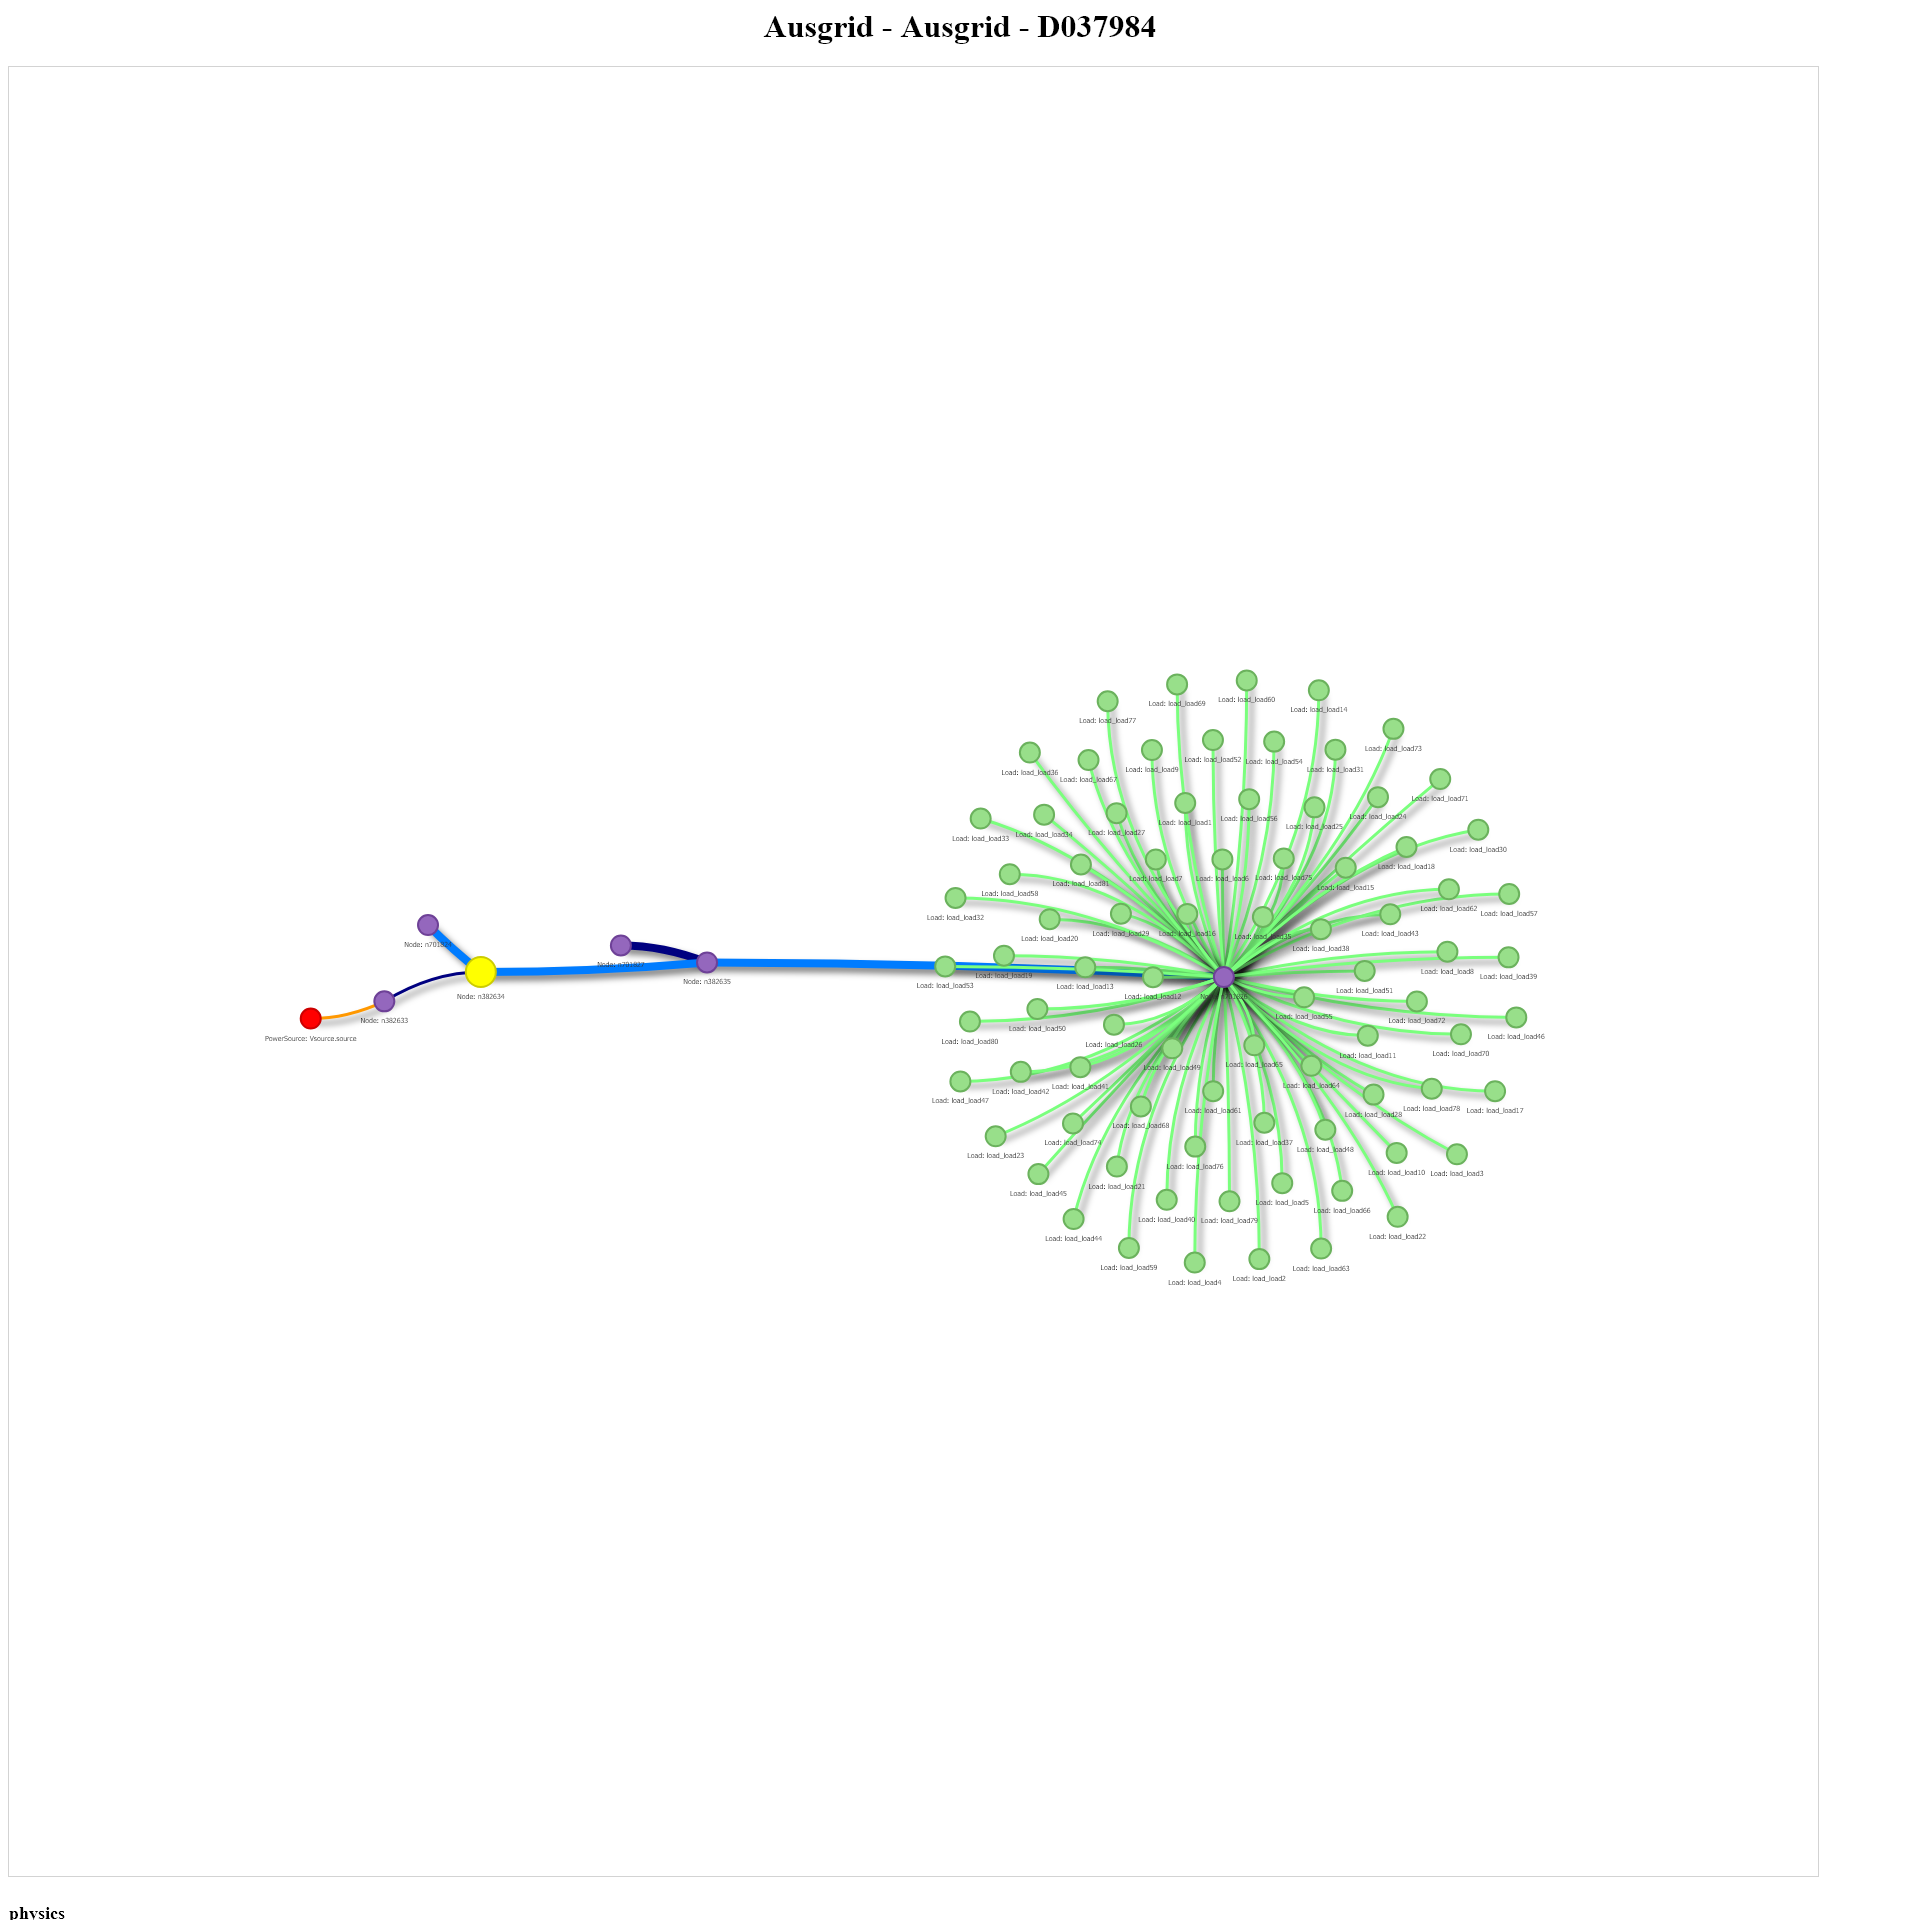 Ausgrid - Ausgrid - D037984
Load: load_load60
Load: load_load69
Load: load_load14
Load: load_load77
Load: load_load73
Load: load_load52
Load: load_load54
Load: load_load9
Load: load_load31
Load: load_load36
Load: load_load67
Load: load_load71
Load: load_load24
Load: load_load56
Load: load_load1
Load: load_load25
Load: load_load27
Load: load_load34
Load: load_load33
Load: load_load30
Load: load_load18
Load: load_load7
Load: load_load6
Load: load_load75
Load: load_load81
Load: load_load15
Load: load_load58
Load: load_load62
Load: load_load57
Load: load_load32
Load: load_load43
Load: load_load29
Load: load_load16
Load: load_load35
Load: load_load20
Load: load_load38
Load: load_load8
Load: load_load19
Load: load_load39
Load: load_load53
Load: load_load13
Load: load_load51
Load: load_load12
Node: n382635
Node: n382634
Load: load_load55
Node: n382633
Load: load_load72
Load: load_load50
Load: load_load46
PowerSource: Vsource.source
Load: load_load80
Load: load_load26
Load: load_load11
Load: load_load70
Load: load_load65
Load: load_load49
Load: load_load64
Load: load_load41
Load: load_load42
Load: load_load47
Load: load_load78
Load: load_load17
Load: load_load61
Load: load_load28
Load: load_load68
Load: load_load37
Load: load_load74
Load: load_load48
Load: load_load23
Load: load_load76
Load: load_load10
Load: load_load3
Load: load_load21
Load: load_load45
Load: load_load5
Load: load_load66
Load: load_load40
Load: load_load79
Load: load_load22
Load: load_load44
Load: load_load59
Load: load_load63
Load: load_load2
Load: load_load4
physics